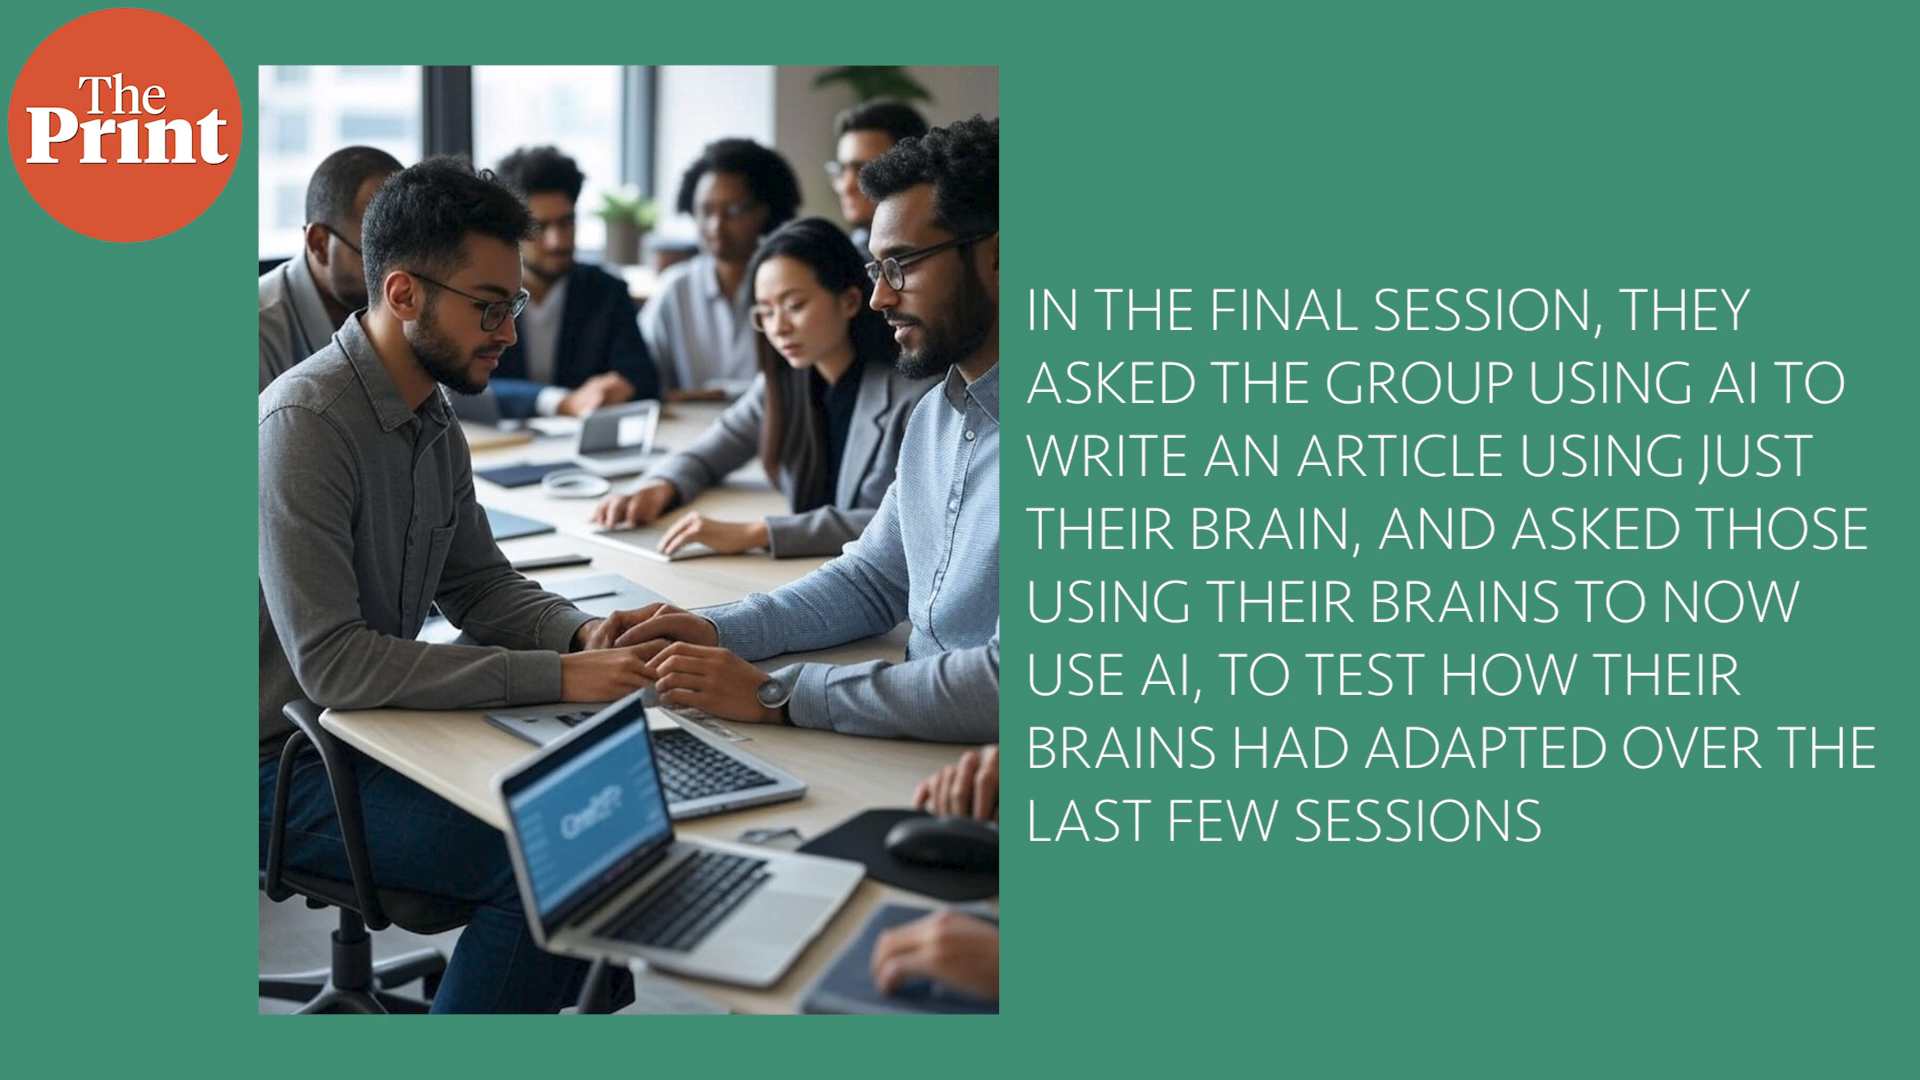 The
Print
IN THE FINAL SESSION, THEY
ASKED THE GROUP USING AI TO
WRITE AN ARTICLE USING JUST
THEIR BRAIN, AND ASKED THOSE
USING THEIR BRAINS TO NOW
USE AI, TO TEST HOW THEIR
BRAINS HAD ADAPTED OVER THE
LAST FEW SESSIONS